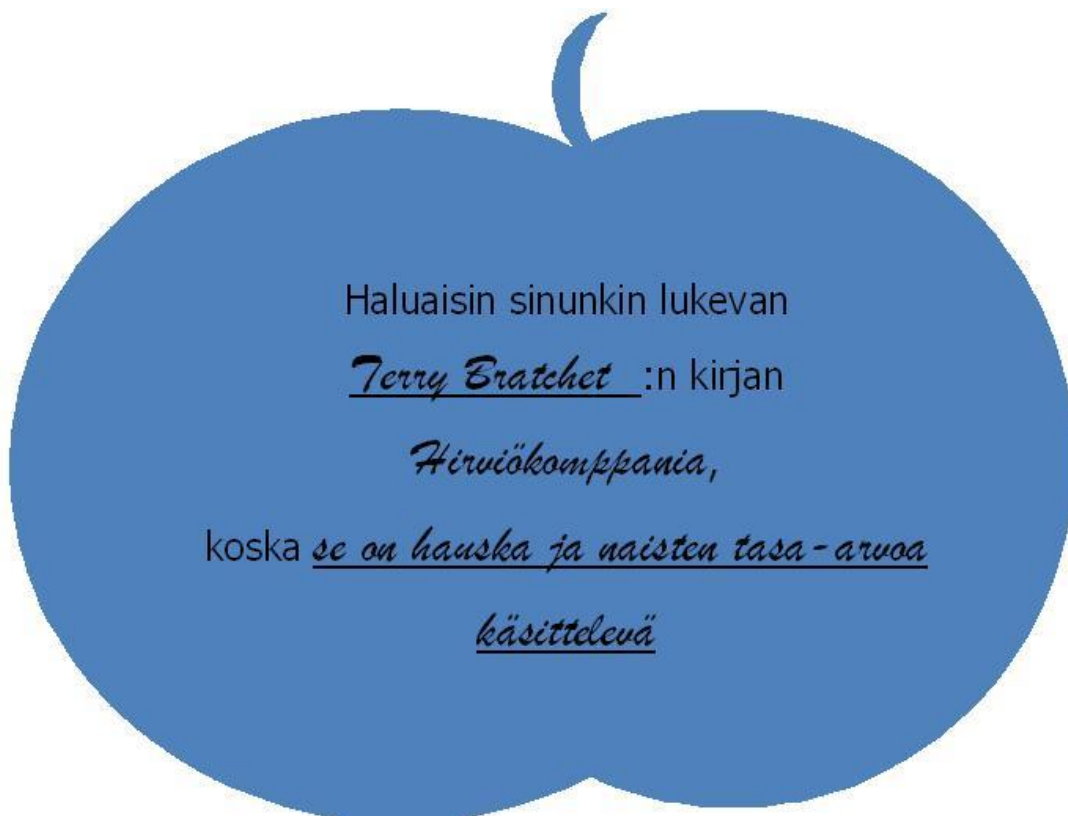 Haluaisin sinunkin lukevan
Terry Bratchet :n kirjan
Hirviökomppania,
koska se on hauska ja naisten tasa-arvoa
käsittelevä